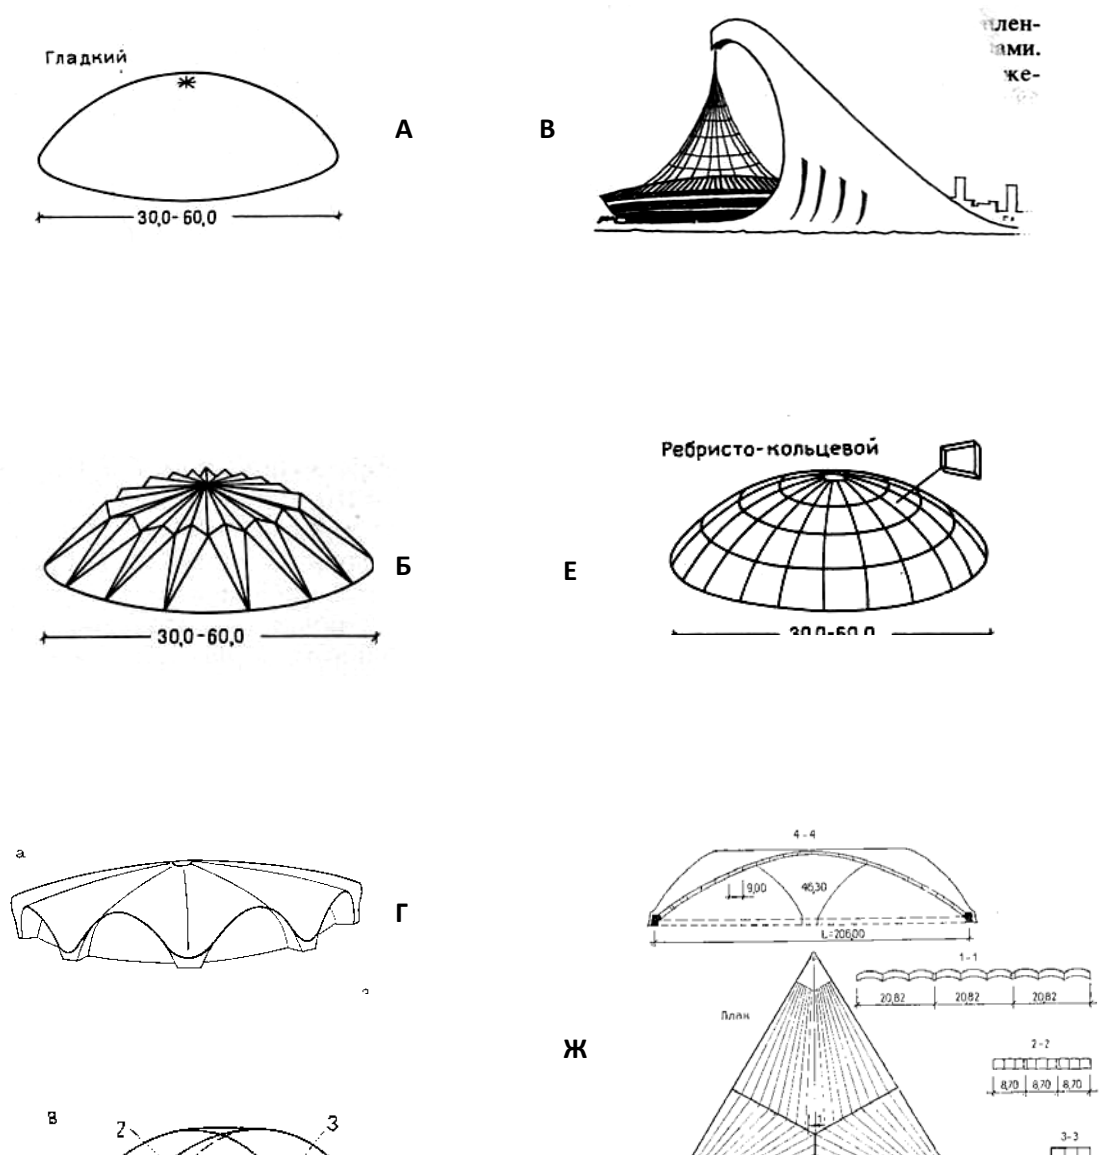 Гладкий
А
30,0-60,0
В
лен-
ами.
же-
Б
30,0-60,0
Ребристо-кольцевой
Е
30,0-60,0
а
Г
4-4
9,00
46,30
L=206,00
1-1
20,82
20,82
20,82
План
Ж
2-2
8,70
8,70
8,70
3-3
1
в
2
3